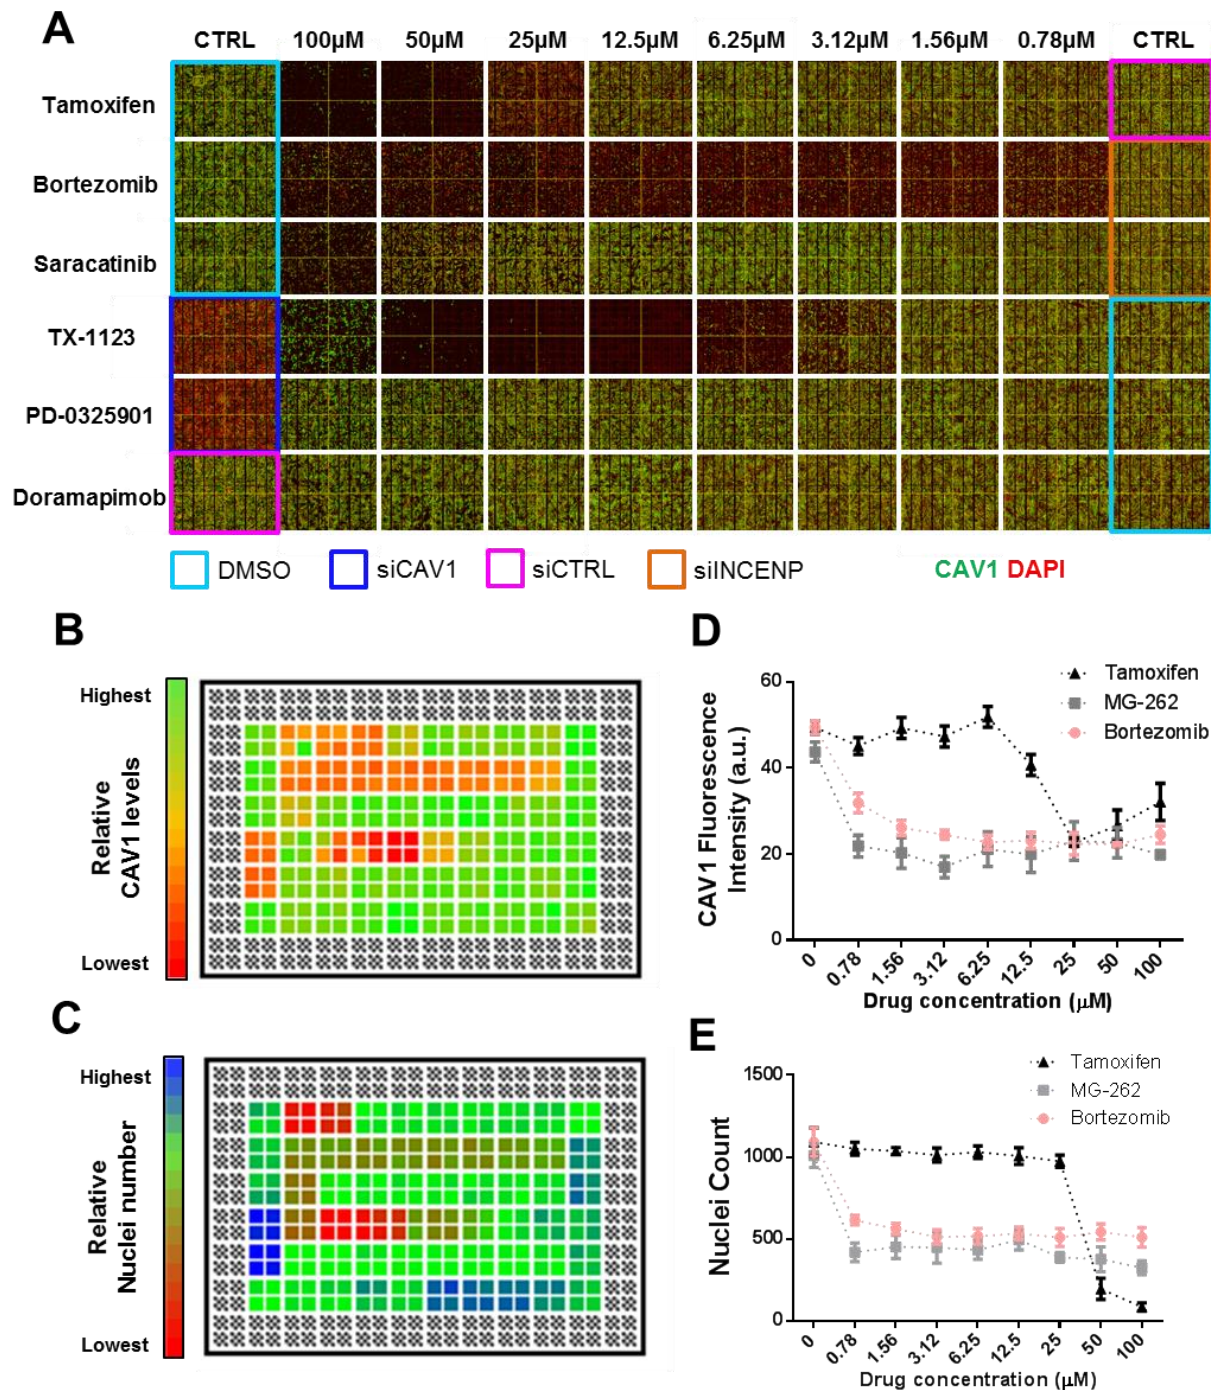 A
CTRL 100µM 50µM 25µM 12.5µM 6.25µM 3.12µM 1.56µM 0.78µM CTRL
Tamoxifen
Bortezomib
Saracatinib
TX-1123
PD-0325901
Doramapimob
DMSO siCAV1 siCTRL siINCENP CAV1 DAPI
B
Highest
Relative
CAV1 levels
Lowest
C
Highest
Relative
Nuclei number
Lowest
D
Tamoxifen
MG-262
Bortezomib
CAV1 Fluorescence
Intensity (a.u.)
60
40
20
0
0 0.78 1.56 3.12 6.25 12.5 25 50 100
Drug concentration (µM)
E
Tamoxifen
MG-262
Bortezomib
Nuclei Count
1500
1000
500
0
0 0.78 1.56 3.12 6.25 12.5 25 50 100
Drug concentration (µM)